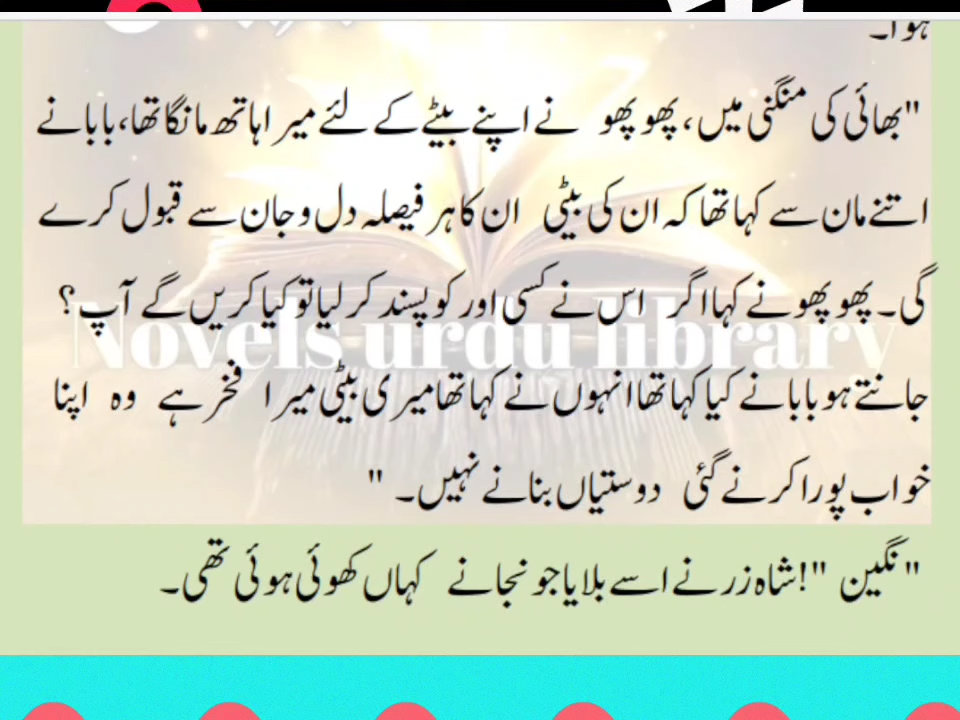 ہوا۔
"بھائی کی منگنی میں، پھوپھو نے اپنے بیٹے کے لئے میرا ہاتھ مانگا تھا، بابا نے
اتنے مان سے کہا تھا کہ ان کی بیٹی ان کا ہر فیصلہ دل و جان سے قبول کرے
گی۔ پھوپھو نے کہا اگر اس نے کسی اور کو پسند کر لیا تو کیا کریں گے آپ؟
Novels urdu library
جانتے ہو بابا نے کیا کہا تھا انہوں نے کہا تھا میری بیٹی میرا فخر ہے وہ اپنا
خواب پورا کرنے گئی دوستیاں بنانے نہیں۔ "
"نگین "!شاہ زر نے اسے بلایا جو نجانے کہاں کھوئی ہوئی تھی۔